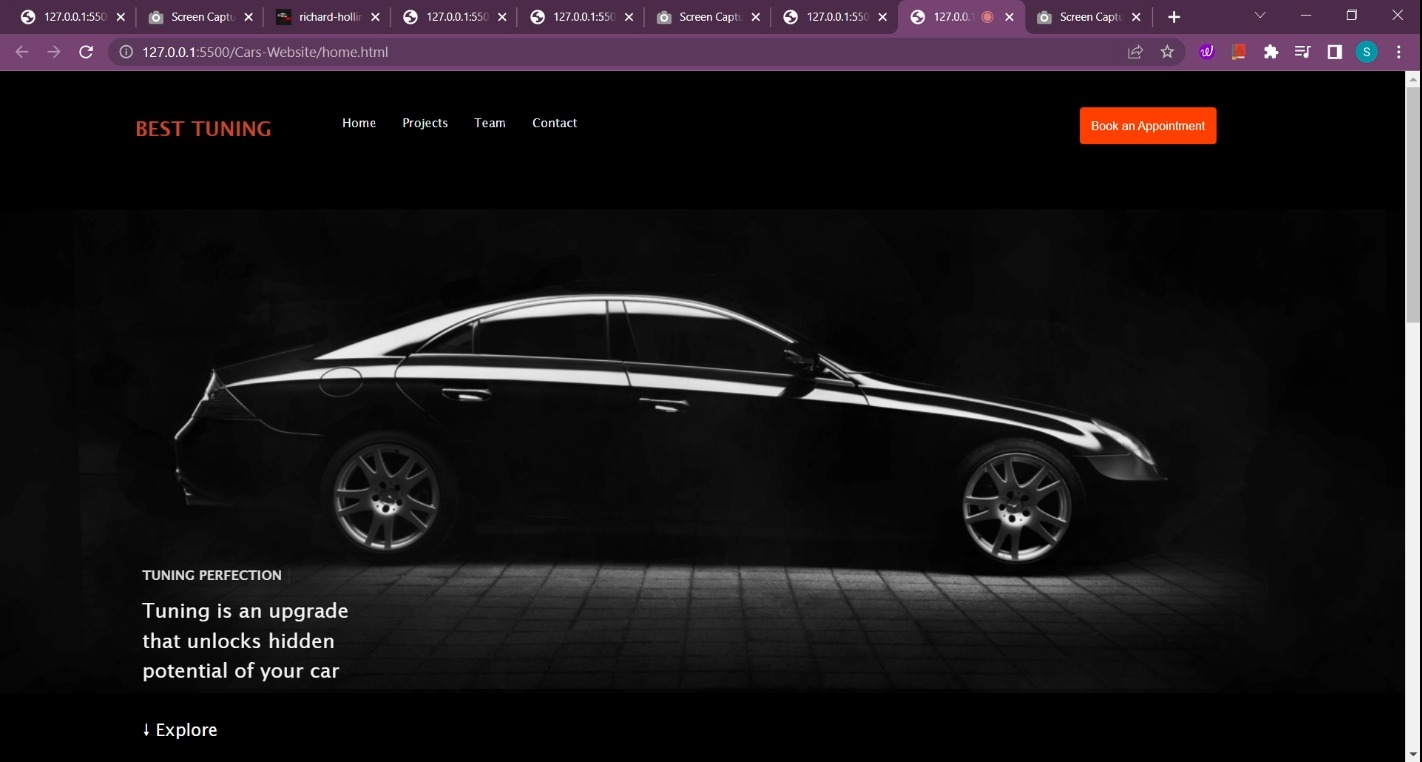 127.0.0.1:550
Screen Captu
richard-hollin
127.0.0.1:550
127.0.0.1:550
Screen Captu
127.0.0.1:550
127.0.0.1
Screen Captu
127.0.0.1:5500/Cars-Website/home.html
S
BEST TUNING
Home
Projects
Team
Contact
Book an Appointment
TUNING PERFECTION
Tuning is an upgrade
that unlocks hidden
potential of your car
↓ Explore